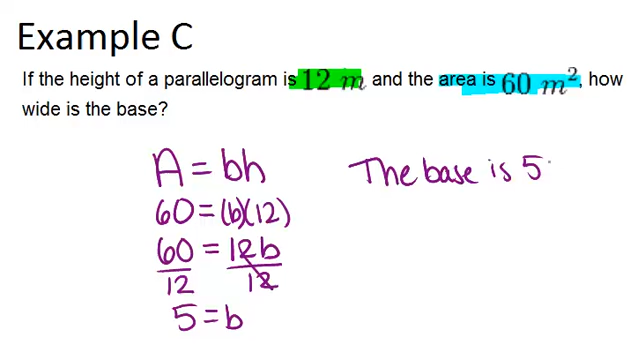 Example C
If the height of a parallelogram is 12 m and the area is 60 m², how
wide is the base?
A = bh
The base is 5
60 = (b)(12)
60 = 12b
12 12
5 = b